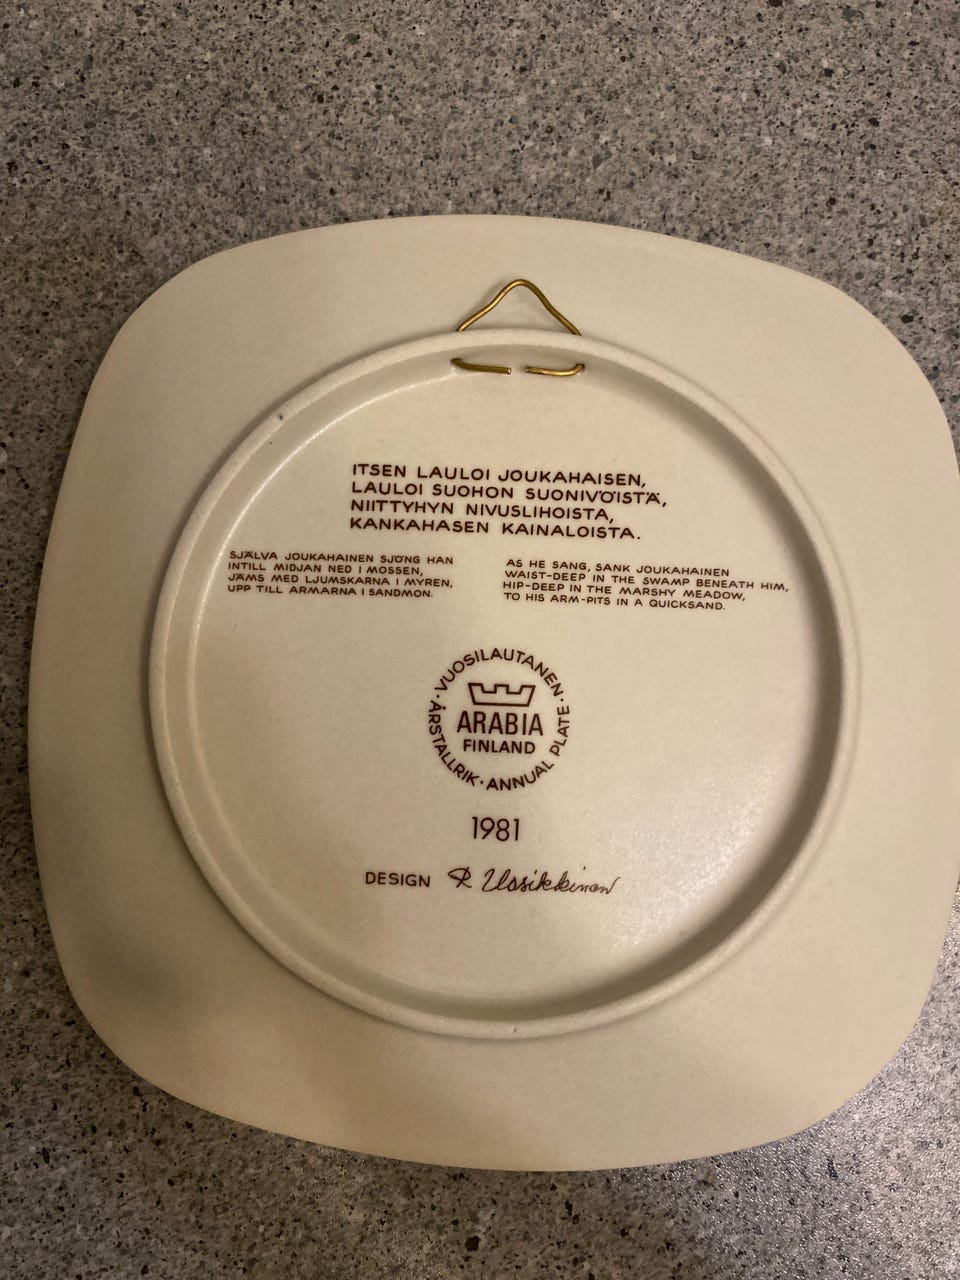 ITSEN LAULOI JOUKAHAISEN,
LAULOI SUOHON SUONIVÖISTÄ,
NIITTYHYN NIVUSLIHOISTA,
KANKAHASEN KAINALOISTA.
SJÄLVA JOUKAHAINEN SJÖNG HAN
INTILL MIDJAN NED I MOSSEN,
JÄMS MED LJUMSKARNA I MYREN,
UPP TILL ARMARNA I SANDMON.
AS HE SANG, SANK JOUKAHAINEN
WAIST-DEEP IN THE SWAMP BENEATH HIM,
HIP-DEEP IN THE MARSHY MEADOW,
TO HIS ARM-PITS IN A QUICKSAND.
· VUOSILAUTANEN · ANNUAL PLATE · ÅRSTALLRIK
ARABIA
FINLAND
1981
DESIGN R Uosikkinen